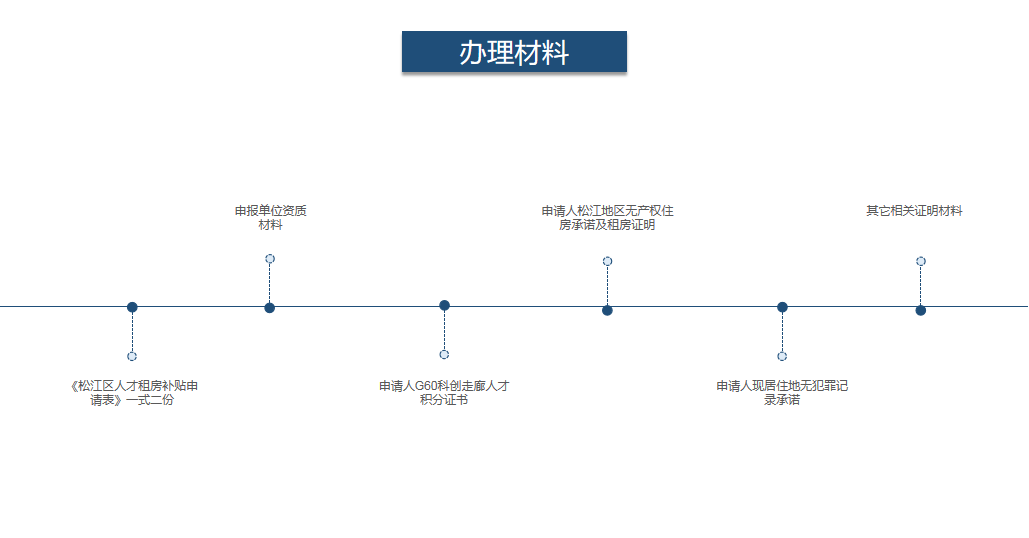 办理材料
申报单位资质
材料
申请人松江地区无产权住
房承诺及租房证明
其它相关证明材料
《松江区人才租房补贴申
请表》一式二份
申请人G60科创走廊人才
积分证书
申请人现居住地无犯罪记
录承诺